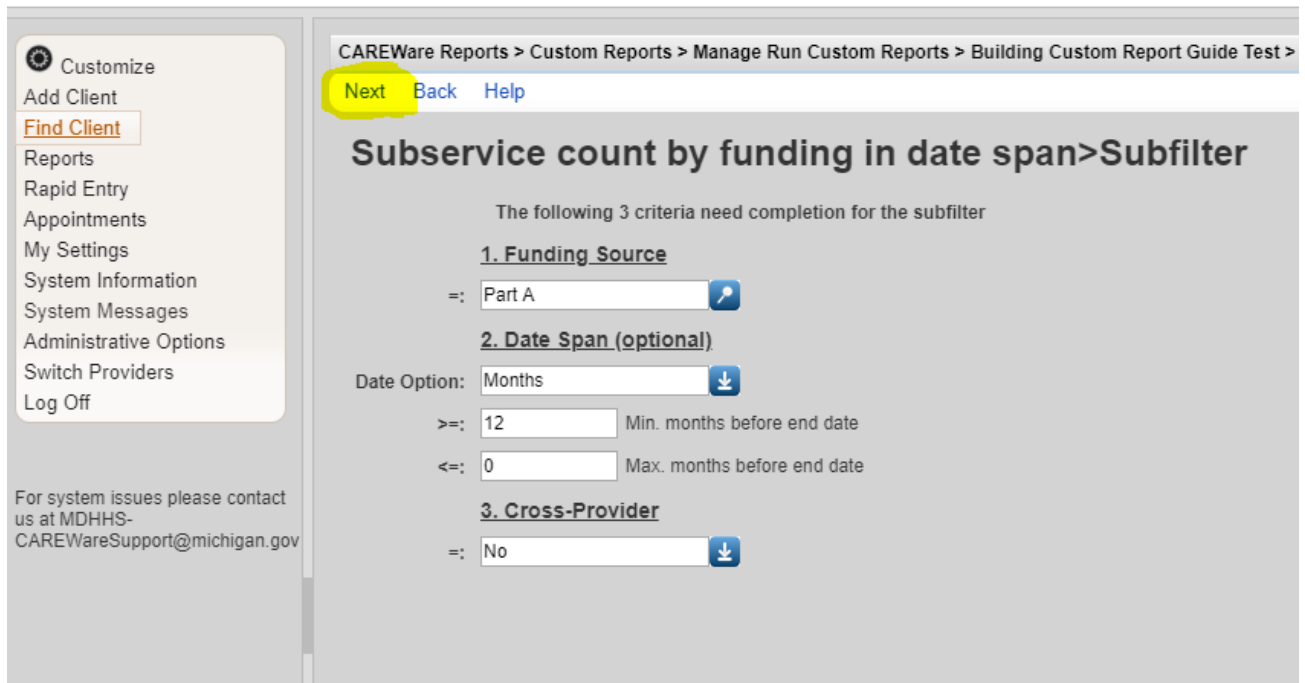 Customize
Add Client
Find Client
Reports
Rapid Entry
Appointments
My Settings
System Information
System Messages
Administrative Options
Switch Providers
Log Off
For system issues please contact
us at MDHHS-
CAREWareSupport@michigan.gov
CAREWare Reports > Custom Reports > Manage Run Custom Reports > Building Custom Report Guide Test >
Next Back Help
Subservice count by funding in date span>Subfilter
The following 3 criteria need completion for the subfilter
1. Funding Source
=: Part A
2. Date Span (optional)
Date Option: Months
>=: 12 Min. months before end date
<=: 0 Max. months before end date
3. Cross-Provider
=: No